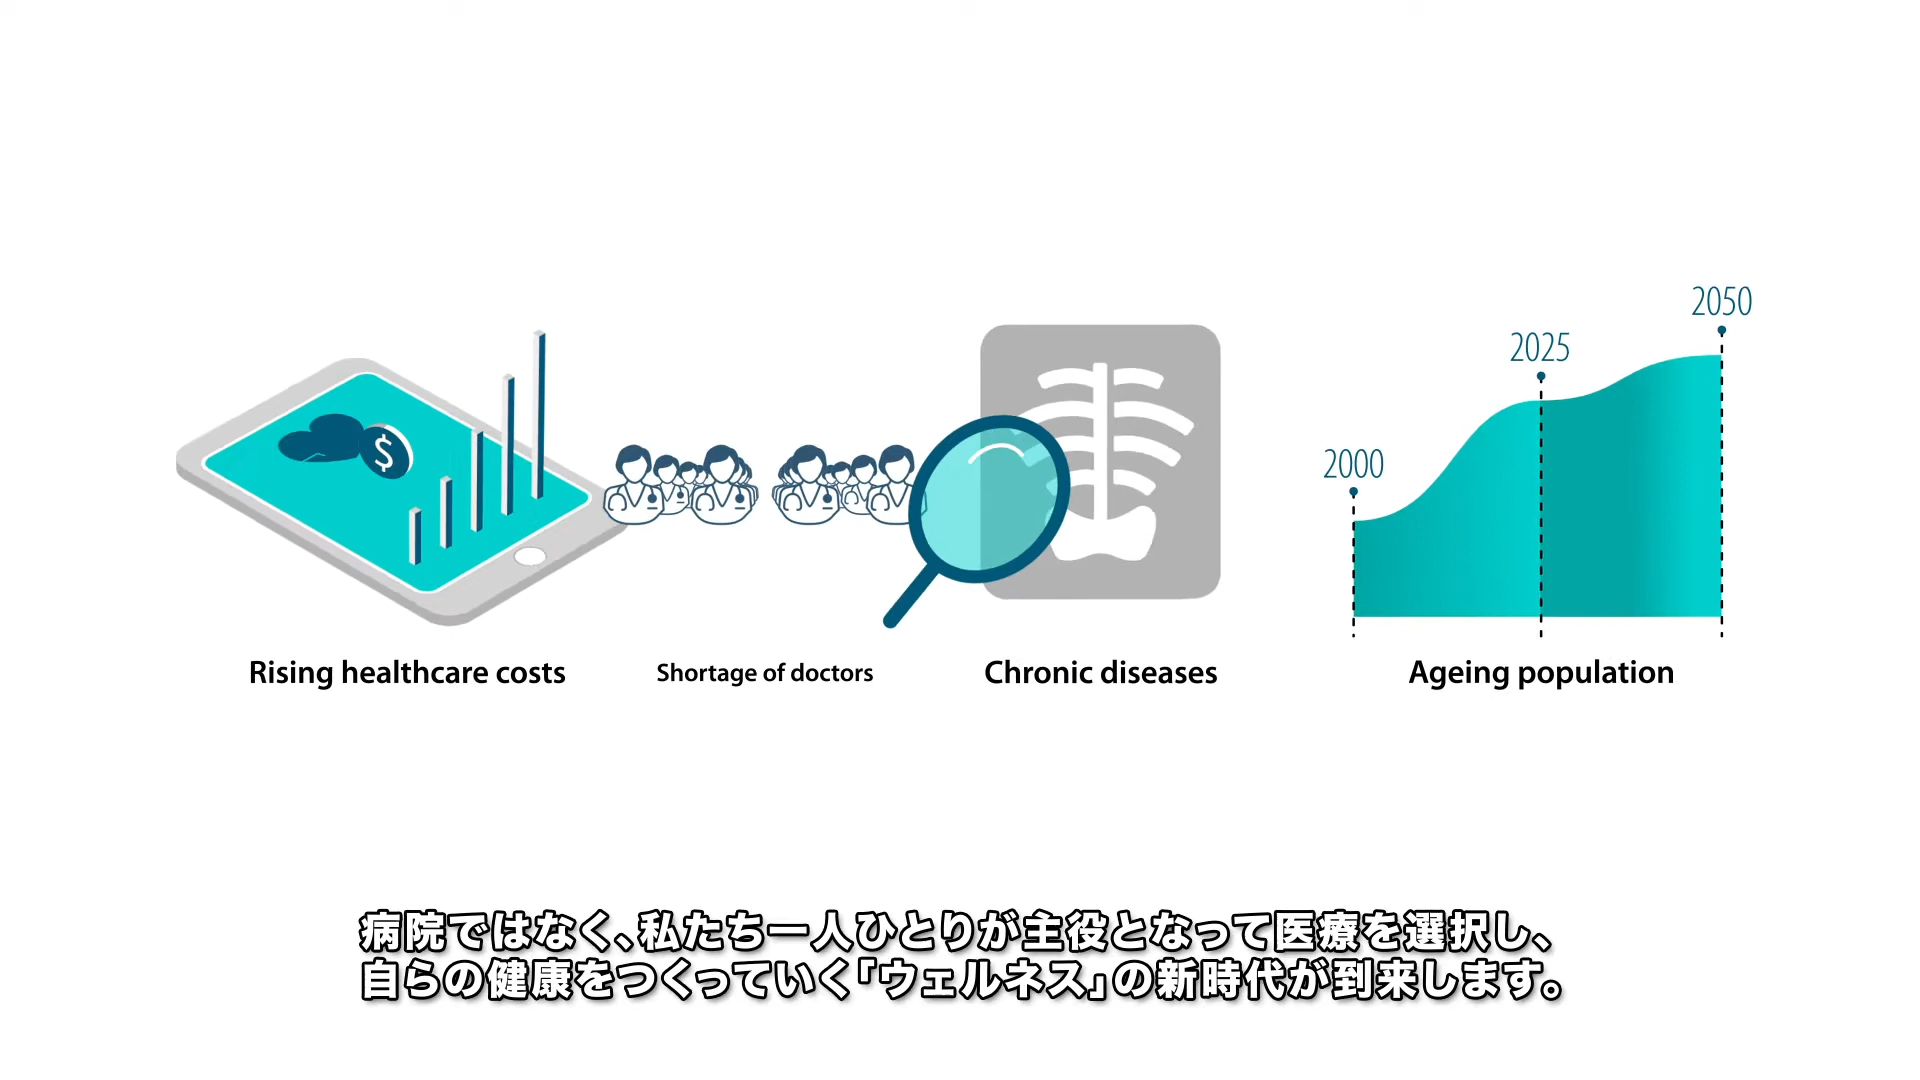 2050
2025
2000
$
Rising healthcare costs
Shortage of doctors
Chronic diseases
Ageing population
病院ではなく、私たち一人ひとりが主役となって医療を選択し、
自らの健康をつくっていく「ウェルネス」の新時代が到来します。